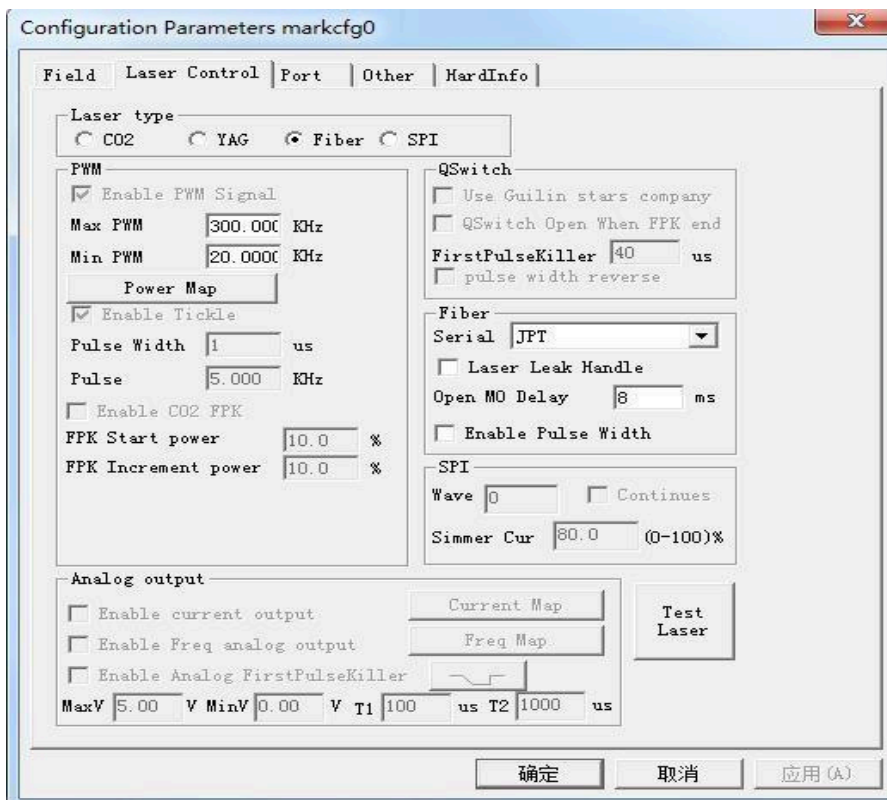 Configuration Parameters markcfg0
Field Laser Control Port Other HardInfo
Laser type
CO2 YAG Fiber SPI
PWM
Enable PWM Signal
Max PWM 300.000 KHz
Min PWM 20.0000 KHz
Power Map
Enable Tickle
Pulse Width 1 us
Pulse 5.000 KHz
Enable CO2 FPK
FPK Start power 10.0 %
FPK Increment power 10.0 %
QSwitch
Use Guilin stars company
QSwitch Open When FPK end
FirstPulseKiller 40 us
pulse width reverse
Fiber
Serial JPT
Laser Leak Handle
Open MO Delay 8 ms
Enable Pulse Width
SPI
Wave 0 Continues
Simmer Cur 80.0 (0-100)%
Analog output
Enable current output Current Map
Enable Freq analog output Freq Map
Enable Analog FirstPulseKiller
MaxV 5.00 V MinV 0.00 V T1 100 us T2 1000 us
Test
Laser
确定 取消 应用(A)